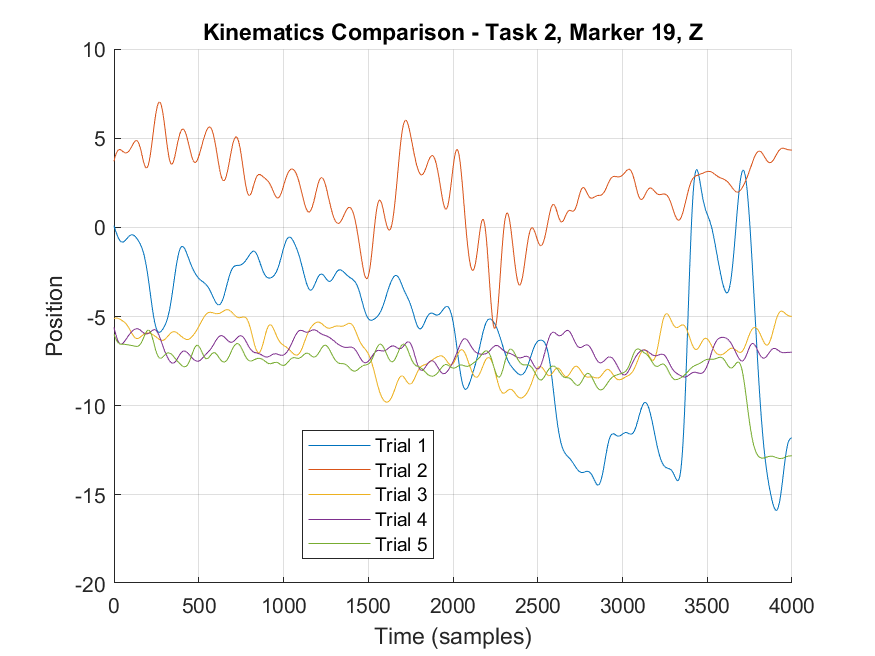 Kinematics Comparison - Task 2, Marker 19, Z
10
5
0
-5
-10
-15
-20
Position
Trial 1
Trial 2
Trial 3
Trial 4
Trial 5
0 500 1000 1500 2000 2500 3000 3500 4000
Time (samples)